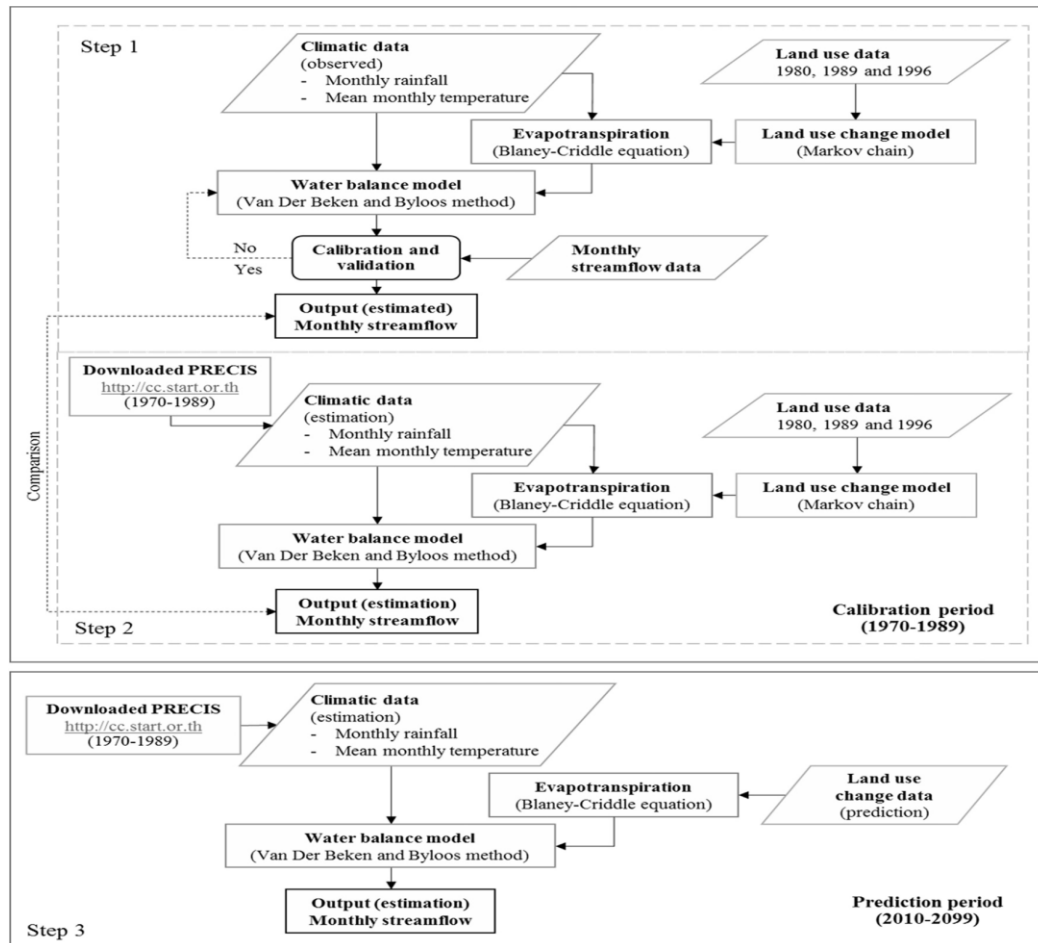 Step 1
Climatic data
(observed)
- Monthly rainfall
- Mean monthly temperature
Land use data
1980, 1989 and 1996
Evapotranspiration
(Blaney-Criddle equation)
Land use change model
(Markov chain)
Water balance model
(Van Der Beken and Byloos method)
No
Yes
Calibration and
validation
Monthly
streamflow data
Output (estimated)
Monthly streamflow
Comparison
Downloaded PRECIS
http://cc.start.or.th
(1970-1989)
Climatic data
(estimation)
- Monthly rainfall
- Mean monthly temperature
Land use data
1980, 1989 and 1996
Evapotranspiration
(Blaney-Criddle equation)
Land use change model
(Markov chain)
Water balance model
(Van Der Beken and Byloos method)
Output (estimation)
Monthly streamflow
Step 2
Calibration period
(1970-1989)
Downloaded PRECIS
http://cc.start.or.th
(1970-1989)
Climatic data
(estimation)
- Monthly rainfall
- Mean monthly temperature
Evapotranspiration
(Blaney-Criddle equation)
Land use
change data
(prediction)
Water balance model
(Van Der Beken and Byloos method)
Output (estimation)
Monthly streamflow
Step 3
Prediction period
(2010-2099)